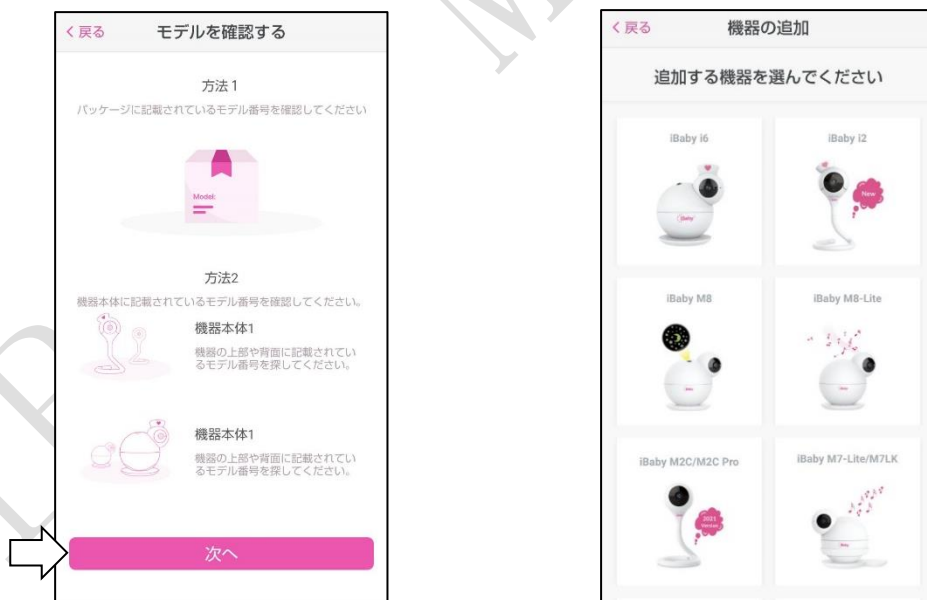 戻る
モデルを確認する
方法 1
パッケージに記載されているモデル番号を確認してください
Model:
方法2
機器本体に記載されているモデル番号を確認してください。
機器本体1
機器の上部や背面に記載されてい
るモデル番号を探してください。
機器本体1
機器の上部や背面に記載されてい
るモデル番号を探してください。
次へ
戻る
機器の追加
追加する機器を選んでください
iBaby i6
iBaby i2
iBaby
New
iBaby M8
iBaby M8-Lite
iBaby M2C/M2C Pro
iBaby M7-Lite/M7LK
2021
Version